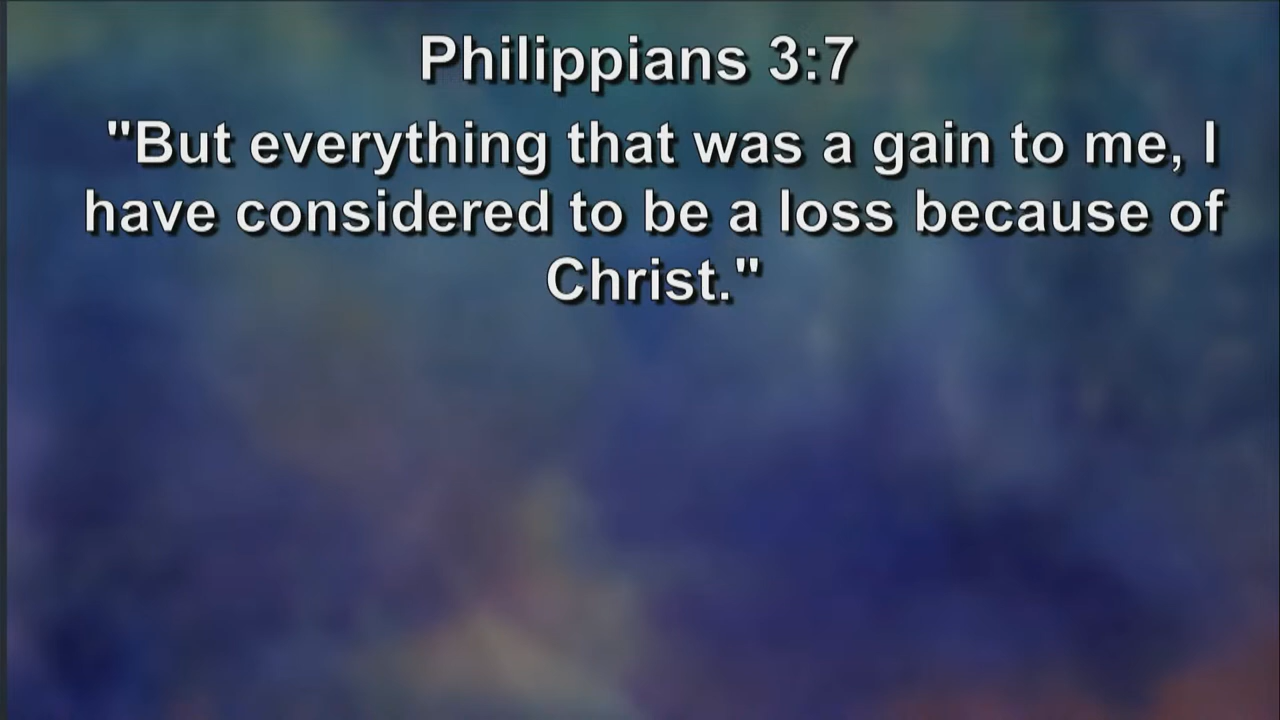 Philippians 3:7
"But everything that was a gain to me, I
have considered to be a loss because of
Christ."